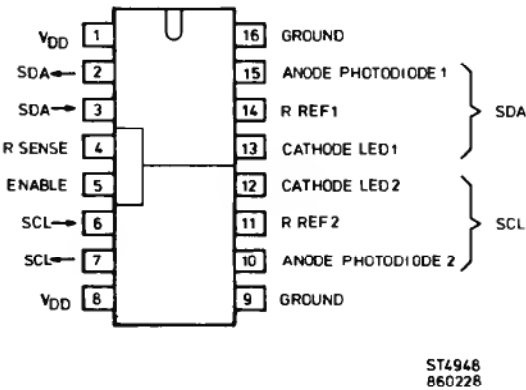 VDD 1 16 GROUND
SDA 2 15 ANODE PHOTODIODE 1
SDA 3 14 R REF1 SDA
R SENSE 4 13 CATHODE LED1
ENABLE 5 12 CATHODE LED2
SCL 6 11 R REF2 SCL
SCL 7 10 ANODE PHOTODIODE 2
VDD 8 9 GROUND
ST4948
860228